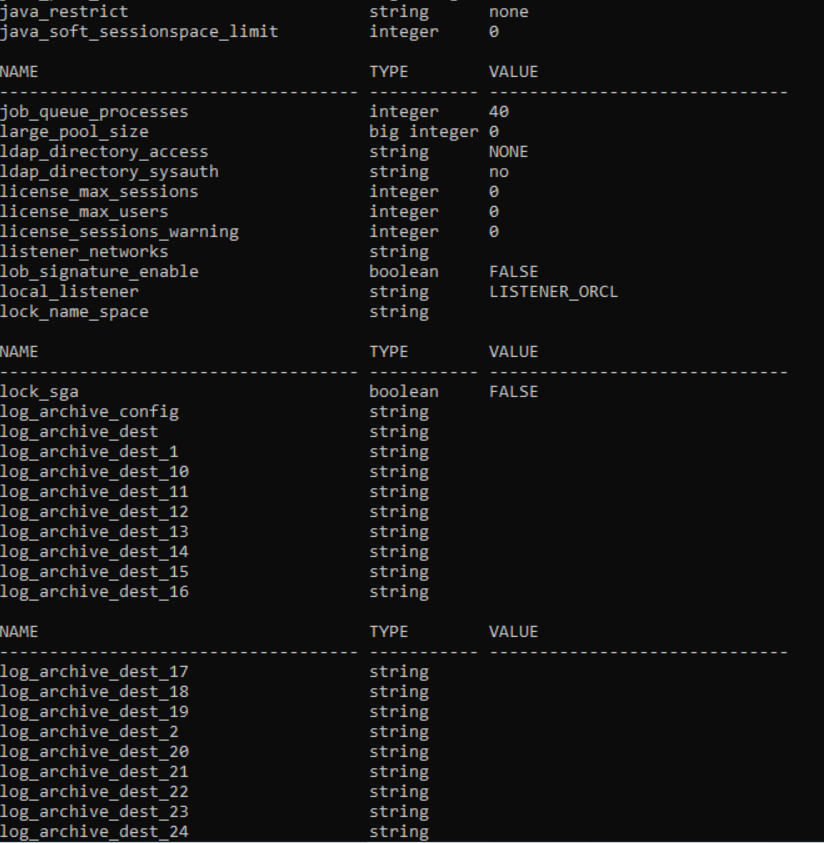 java_restrict                        string      none
java_soft_sessionspace_limit         integer     0

NAME                                 TYPE        VALUE
------------------------------------ ----------- ------------------------------
job_queue_processes                  integer     40
large_pool_size                      big integer 0
ldap_directory_access                string      NONE
ldap_directory_sysauth               string      no
license_max_sessions                 integer     0
license_max_users                    integer     0
license_sessions_warning             integer     0
listener_networks                    string
lob_signature_enable                 boolean     FALSE
local_listener                       string      LISTENER_ORCL
lock_name_space                      string

NAME                                 TYPE        VALUE
------------------------------------ ----------- ------------------------------
lock_sga                             boolean     FALSE
log_archive_config                   string
log_archive_dest                     string
log_archive_dest_1                   string
log_archive_dest_10                  string
log_archive_dest_11                  string
log_archive_dest_12                  string
log_archive_dest_13                  string
log_archive_dest_14                  string
log_archive_dest_15                  string
log_archive_dest_16                  string

NAME                                 TYPE        VALUE
------------------------------------ ----------- ------------------------------
log_archive_dest_17                  string
log_archive_dest_18                  string
log_archive_dest_19                  string
log_archive_dest_2                   string
log_archive_dest_20                  string
log_archive_dest_21                  string
log_archive_dest_22                  string
log_archive_dest_23                  string
log_archive_dest_24                  string